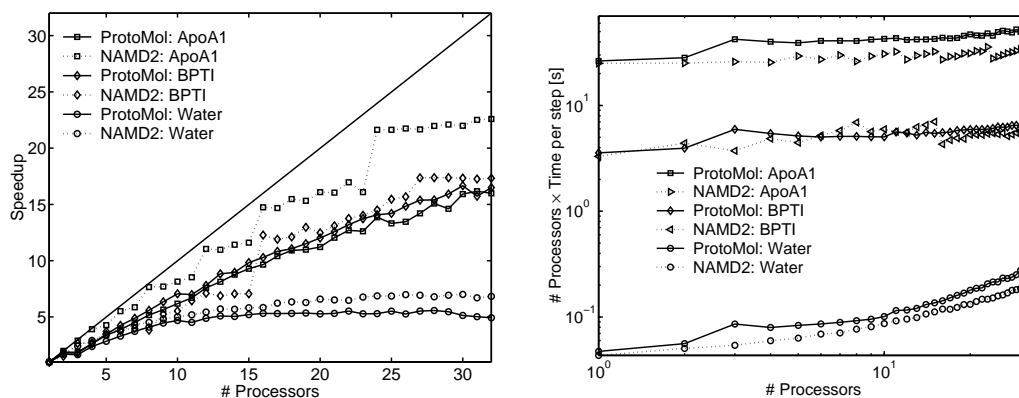 30
25
20
15
10
5
Speedup
ProtoMol: ApoA1
NAMD2: ApoA1
ProtoMol: BPTI
NAMD2: BPTI
ProtoMol: Water
NAMD2: Water
1 5 10 15 20 25 30
# Processors
10^1
10^0
10^−1
# Processors × Time per step [s]
ProtoMol: ApoA1
NAMD2: ApoA1
ProtoMol: BPTI
NAMD2: BPTI
ProtoMol: Water
NAMD2: Water
10^0 10^1
# Processors